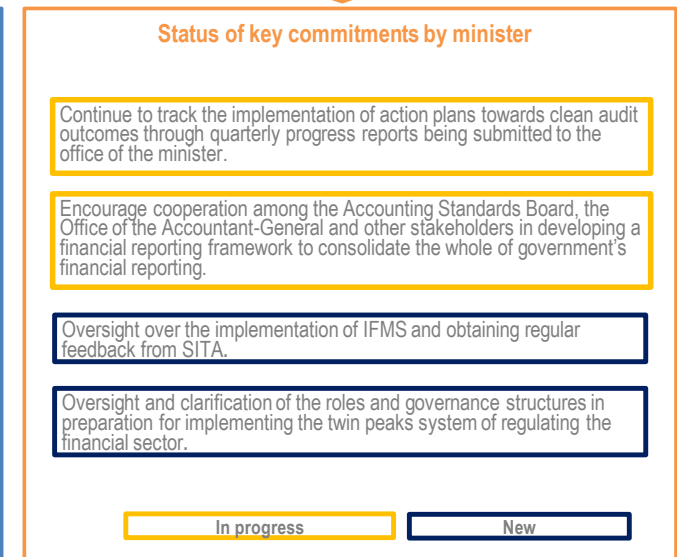 Status of key commitments by minister
Continue to track the implementation of action plans towards clean audit
outcomes through quarterly progress reports being submitted to the
office of the minister.
Encourage cooperation among the Accounting Standards Board, the
Office of the Accountant-General and other stakeholders in developing a
financial reporting framework to consolidate the whole of government's
financial reporting.
Oversight over the implementation of IFMS and obtaining regular
feedback from SITA.
Oversight and clarification of the roles and governance structures in
preparation for implementing the twin peaks system of regulating the
financial sector.
In progress
New